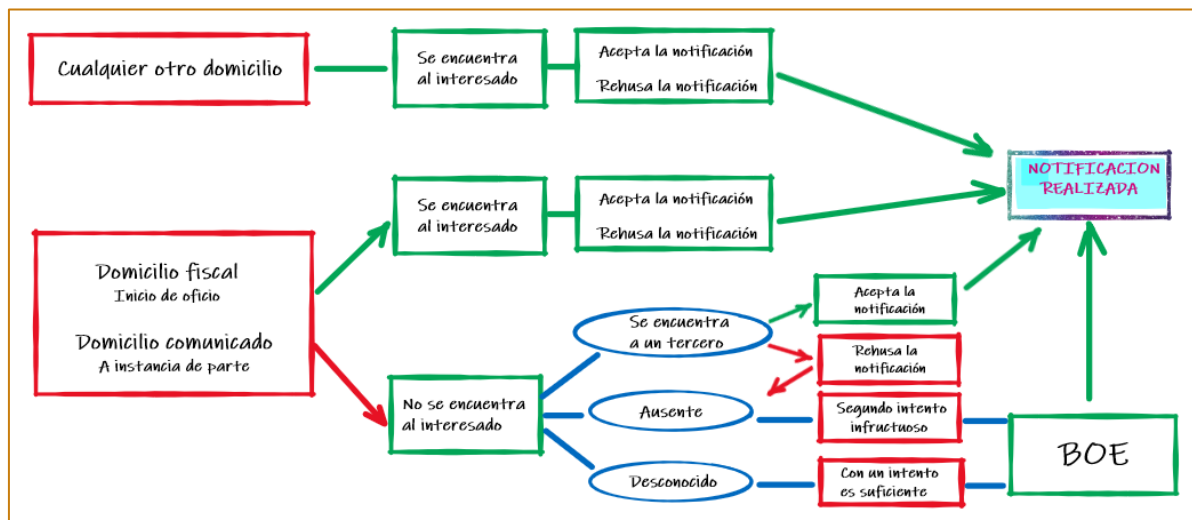 Cualquier otro domicilio
Se encuentra
al interesado
Acepta la notificación
Rehusa la notificación
NOTIFICACION
REALIZADA
Se encuentra
al interesado
Acepta la notificación
Rehusa la notificación
Domicilio fiscal
Inicio de oficio
Domicilio comunicado
A instancia de parte
Se encuentra
a un tercero
Acepta la
notificación
Rehusa la
notificación
No se encuentra
al interesado
Ausente
Segundo intento
infructuoso
BOE
Desconocido
Con un intento
es suficiente